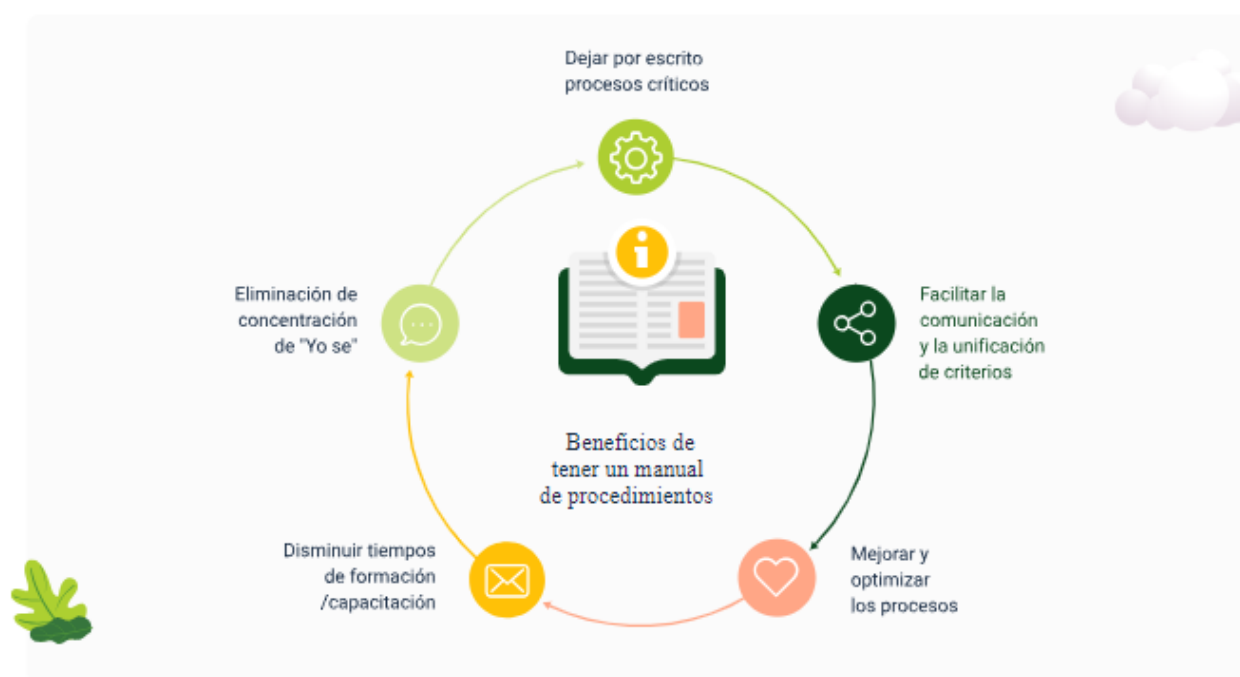 Dejar por escrito
procesos críticos
Facilitar la
comunicación
y la unificación
de criterios
Mejorar y
optimizar
los procesos
Disminuir tiempos
de formación
/capacitación
Eliminación de
concentración
de "Yo se"
Beneficios de
tener un manual
de procedimientos